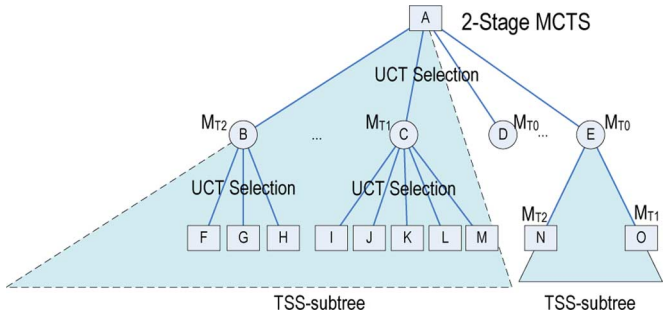 A
2-Stage MCTS
UCT Selection
MT2 B
...
MT1 C
D MT0
...
E MT0
UCT Selection
UCT Selection
MT2
MT1
F G H I J K L M N O
TSS-subtree
TSS-subtree